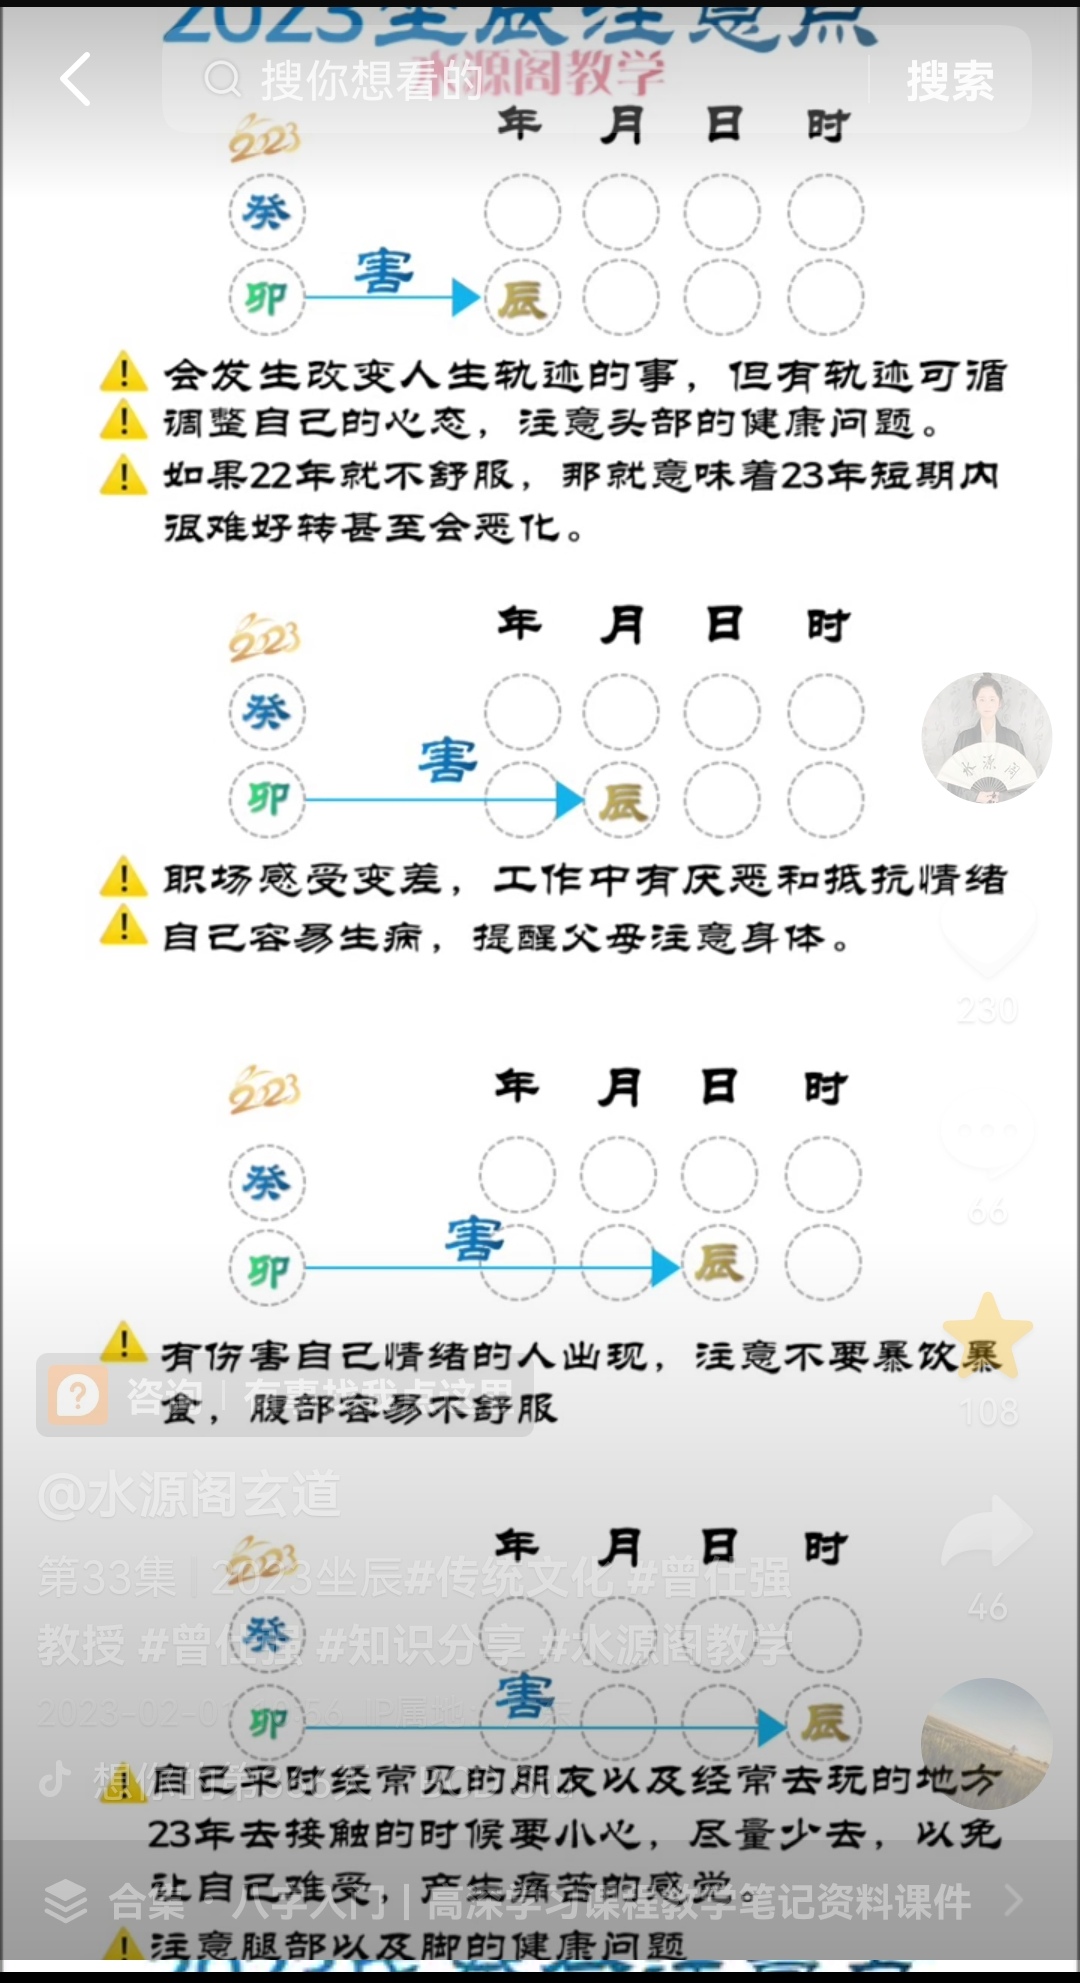 2023坐辰注意点
水源阁教学
搜你想看的
搜索
年 月 日 时
2023
癸
害
卯 辰
会发生改变人生轨迹的事，但有轨迹可循
调整自己的心态，注意头部的健康问题。
如果22年就不舒服，那就意味着23年短期内
很难好转甚至会恶化。
年 月 日 时
2023
癸
害
卯 辰
职场感受变差，工作中有厌恶和抵抗情绪
自己容易生病，提醒父母注意身体。
水源阁
230
66
年 月 日 时
2023
癸
害
卯 辰
有伤害自己情绪的人出现，注意不要暴饮暴
食，腹部容易不舒服
咨询 | 有事找我点这里
108
@水源阁玄道
年 月 日 时
2023
第33集 | 2023坐辰#传统文化 #曾仕强
教授 #曾仕强 #知识分享 #水源阁教学
46
癸
害
卯 辰
2023-02-0
IP属地
自己平时经常见的朋友以及经常去玩的地方
23年去接触的时候要小心，尽量少去，以免
让自己难受，产生痛苦的感觉。
合集
八字入门 | 高深学习课程教学笔记资料课件
注意腿部以及脚的健康问题